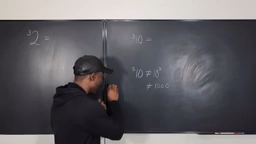 ³2 =
³10 =
³10 ≠ 10³
≠ 1000